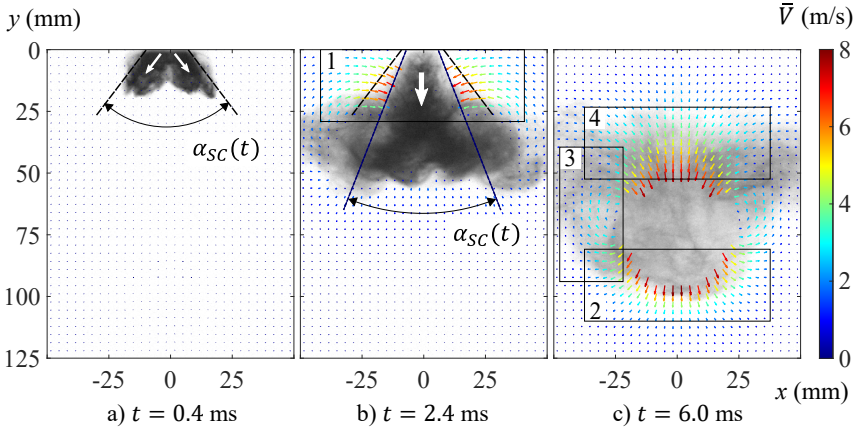 y (mm)
V̄ (m/s)
0
25
50
75
100
125
α_SC(t)
-25 0 25
a) t = 0.4 ms
1
α_SC(t)
-25 0 25
b) t = 2.4 ms
4
3
2
-25 0 25
c) t = 6.0 ms
x (mm)
8
6
4
2
0